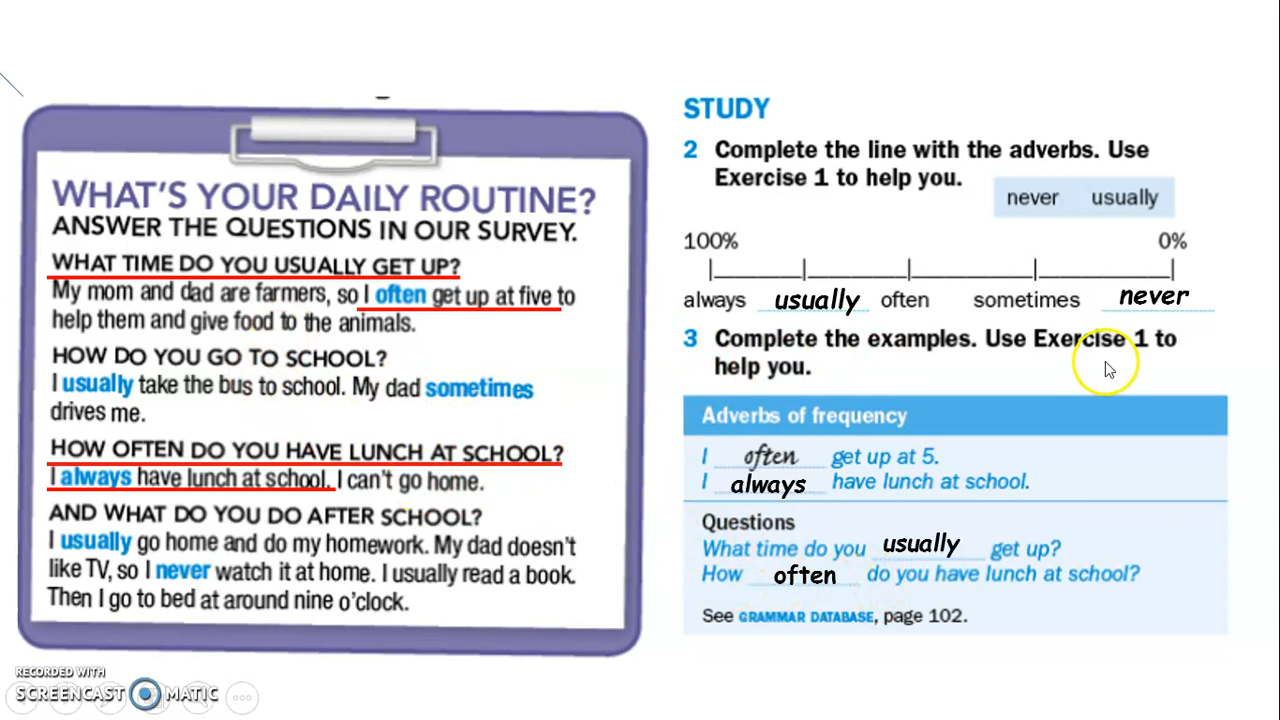 WHAT'S YOUR DAILY ROUTINE?
ANSWER THE QUESTIONS IN OUR SURVEY.
WHAT TIME DO YOU USUALLY GET UP?
My mom and dad are farmers, so I often get up at five to
help them and give food to the animals.
HOW DO YOU GO TO SCHOOL?
I usually take the bus to school. My dad sometimes
drives me.
HOW OFTEN DO YOU HAVE LUNCH AT SCHOOL?
I always have lunch at school. I can't go home.
AND WHAT DO YOU DO AFTER SCHOOL?
I usually go home and do my homework. My dad doesn't
like TV, so I never watch it at home. I usually read a book.
Then I go to bed at around nine o'clock.
STUDY
2 Complete the line with the adverbs. Use
Exercise 1 to help you.
never usually
100% 0%
always usually often sometimes never
3 Complete the examples. Use Exercise 1 to
help you.
Adverbs of frequency
I often get up at 5.
I always have lunch at school.
Questions
What time do you usually get up?
How often do you have lunch at school?
See GRAMMAR DATABASE, page 102.
RECORDED WITH
SCREENCAST MATIC